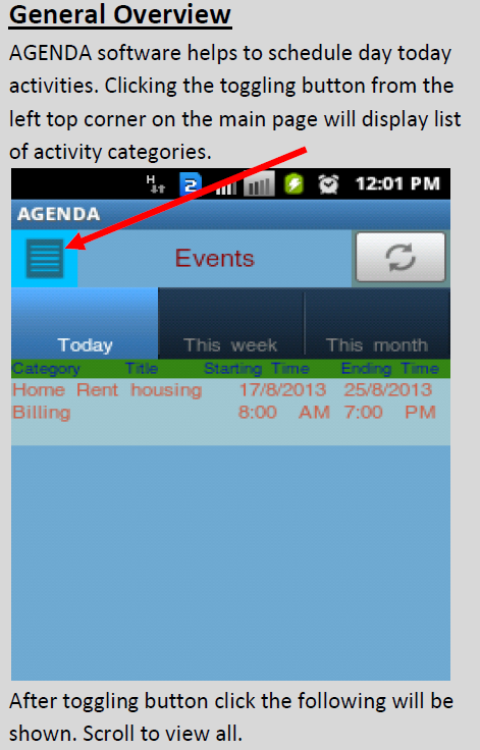 General Overview
AGENDA software helps to schedule day today
activities. Clicking the toggling button from the
left top corner on the main page will display list
of activity categories.
H 2 12:01 PM
AGENDA
Events
Today This week This month
Category Title Starting Time Ending Time
Home Rent housing 17/8/2013 25/8/2013
Billing 8:00 AM 7:00 PM
After toggling button click the following will be
shown. Scroll to view all.